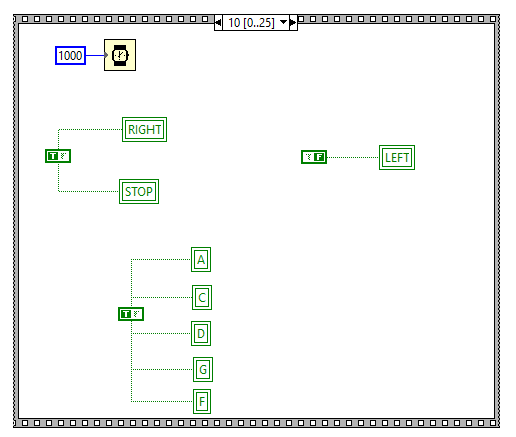 10 [0..25]
1000
RIGHT
T F
T F
LEFT
STOP
A
C
T F
D
G
F